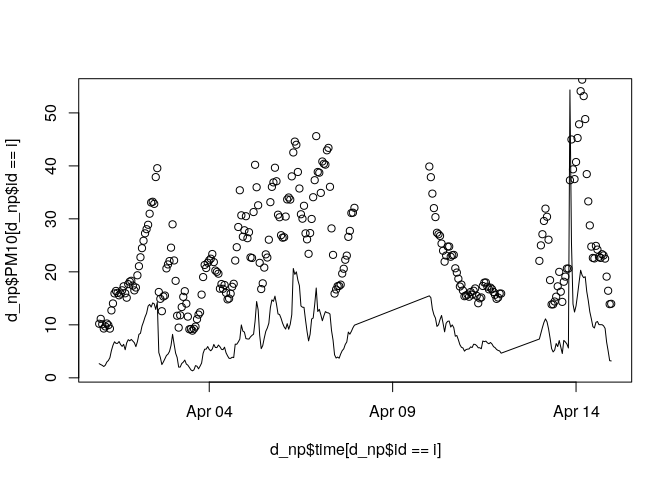 d_np$PM10[d_np$id == i]
50
40
30
20
10
0
Apr 04
Apr 09
Apr 14
d_np$time[d_np$id == i]